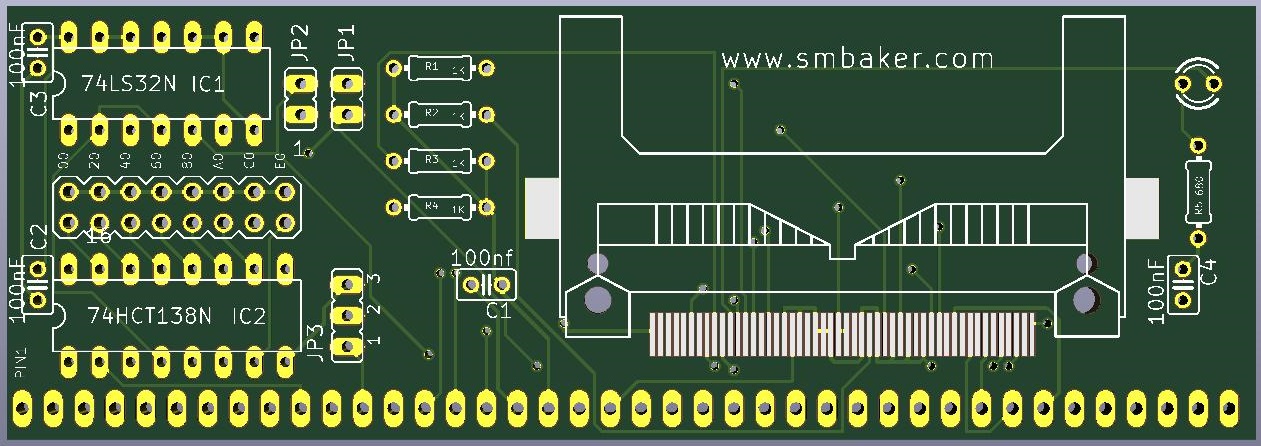 100nF
C3
74LS32N IC1
JP2
JP1
1
R1 1K
R2 1K
R3 1K
R4 1K
www.smbaker.com
R5 680
00 20 40 60 80 A0 C0 E0
16
C2
100nF
74HCT138N IC2
JP3
3
2
1
100nf
C1
100nF
C4
PIN1